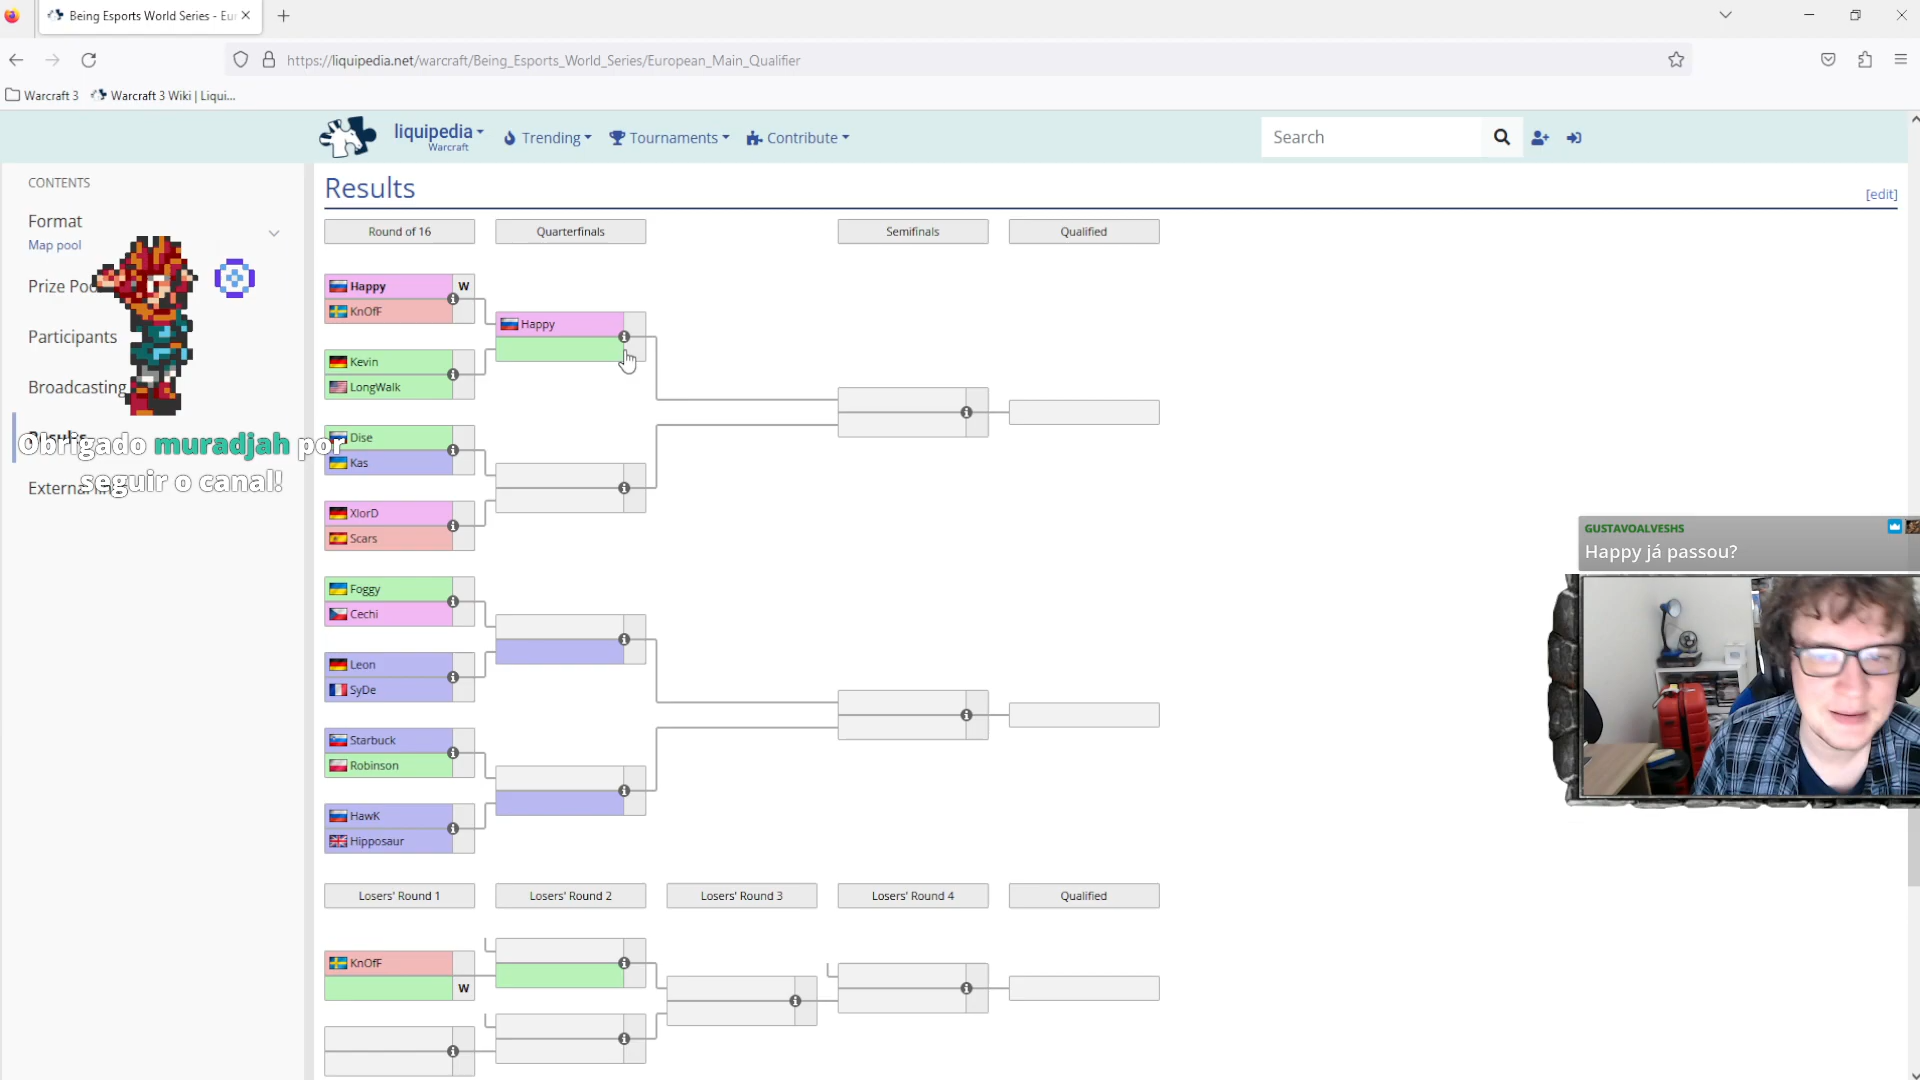 Being Esports World Series - Eur
https://liquipedia.net/warcraft/Being_Esports_World_Series/European_Main_Qualifier
Warcraft 3
Warcraft 3 Wiki | Liqui...
liquipedia
Warcraft
Trending
Tournaments
Contribute
Search
CONTENTS
Format
Map pool
Prize Poo
Participants
Broadcasting
Results
External
Obrigado muradjah por
seguir o canal!
Results
[edit]
Round of 16
Quarterfinals
Semifinals
Qualified
Happy W
KnOfF
Happy
Kevin
LongWalk
Dise
Kas
XlorD
Scars
Foggy
Cechi
Leon
SyDe
Starbuck
Robinson
HawK
Hipposaur
Losers' Round 1
Losers' Round 2
Losers' Round 3
Losers' Round 4
Qualified
KnOfF
W
GUSTAVOALVESHS
Happy já passou?